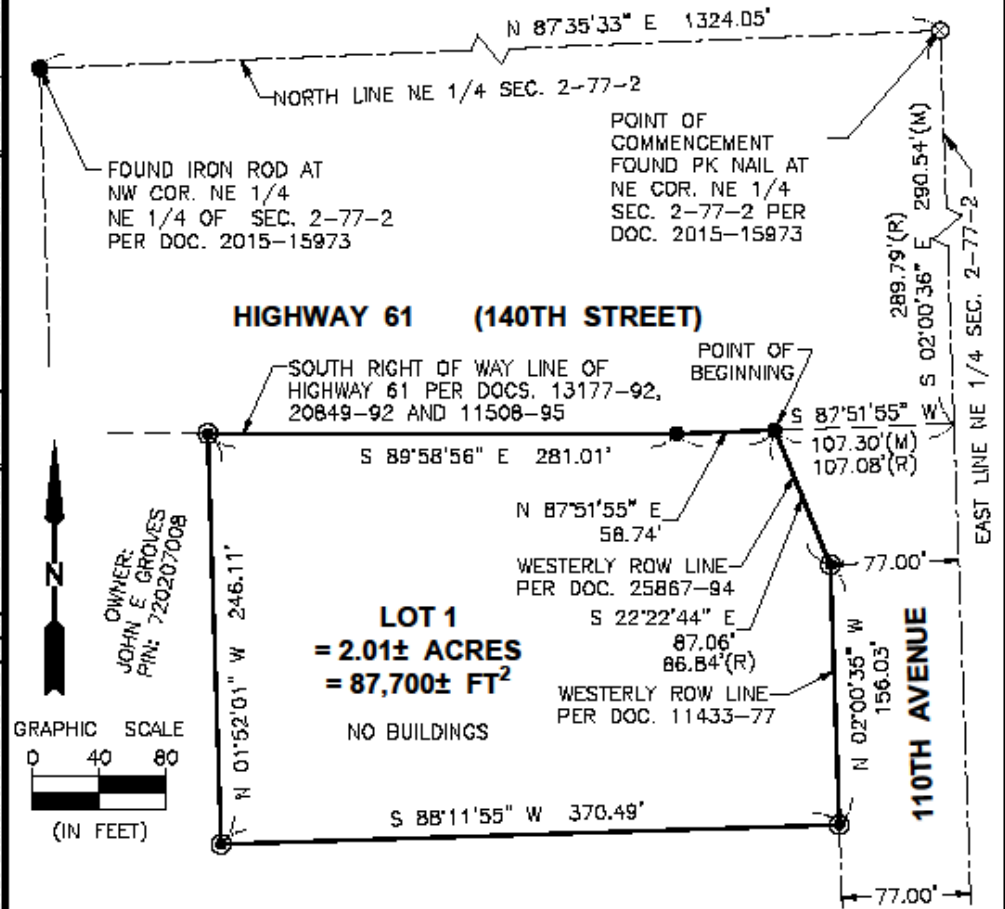 N 87°35'33" E 1324.05'
NORTH LINE NE 1/4 SEC. 2-77-2
FOUND IRON ROD AT
NW COR. NE 1/4
NE 1/4 OF SEC. 2-77-2
PER DOC. 2015-15973
POINT OF
COMMENCEMENT
FOUND PK NAIL AT
NE COR. NE 1/4
SEC. 2-77-2 PER
DOC. 2015-15973
289.79'(R)
S 02°00'36" E 290.54'(M)
EAST LINE NE 1/4 SEC. 2-77-2
HIGHWAY 61 (140TH STREET)
SOUTH RIGHT OF WAY LINE OF
HIGHWAY 61 PER DOCS. 13177-92,
20849-92 AND 11508-95
POINT OF
BEGINNING
S 87°51'55" W
107.30'(M)
107.08'(R)
S 89°58'56" E 281.01'
N 87°51'55" E
58.74'
WESTERLY ROW LINE
PER DOC. 25867-94
S 22°22'44" E
87.06'
86.84'(R)
WESTERLY ROW LINE
PER DOC. 11433-77
77.00'
N 02°00'35" W
156.03'
110TH AVENUE
OWNER:
JOHN E GROVES
PIN: 720207008
N 01°52'01" W 246.11'
LOT 1
= 2.01± ACRES
= 87,700± FT²
NO BUILDINGS
N
GRAPHIC SCALE
0 40 80
(IN FEET)
S 88°11'55" W 370.49'
77.00'